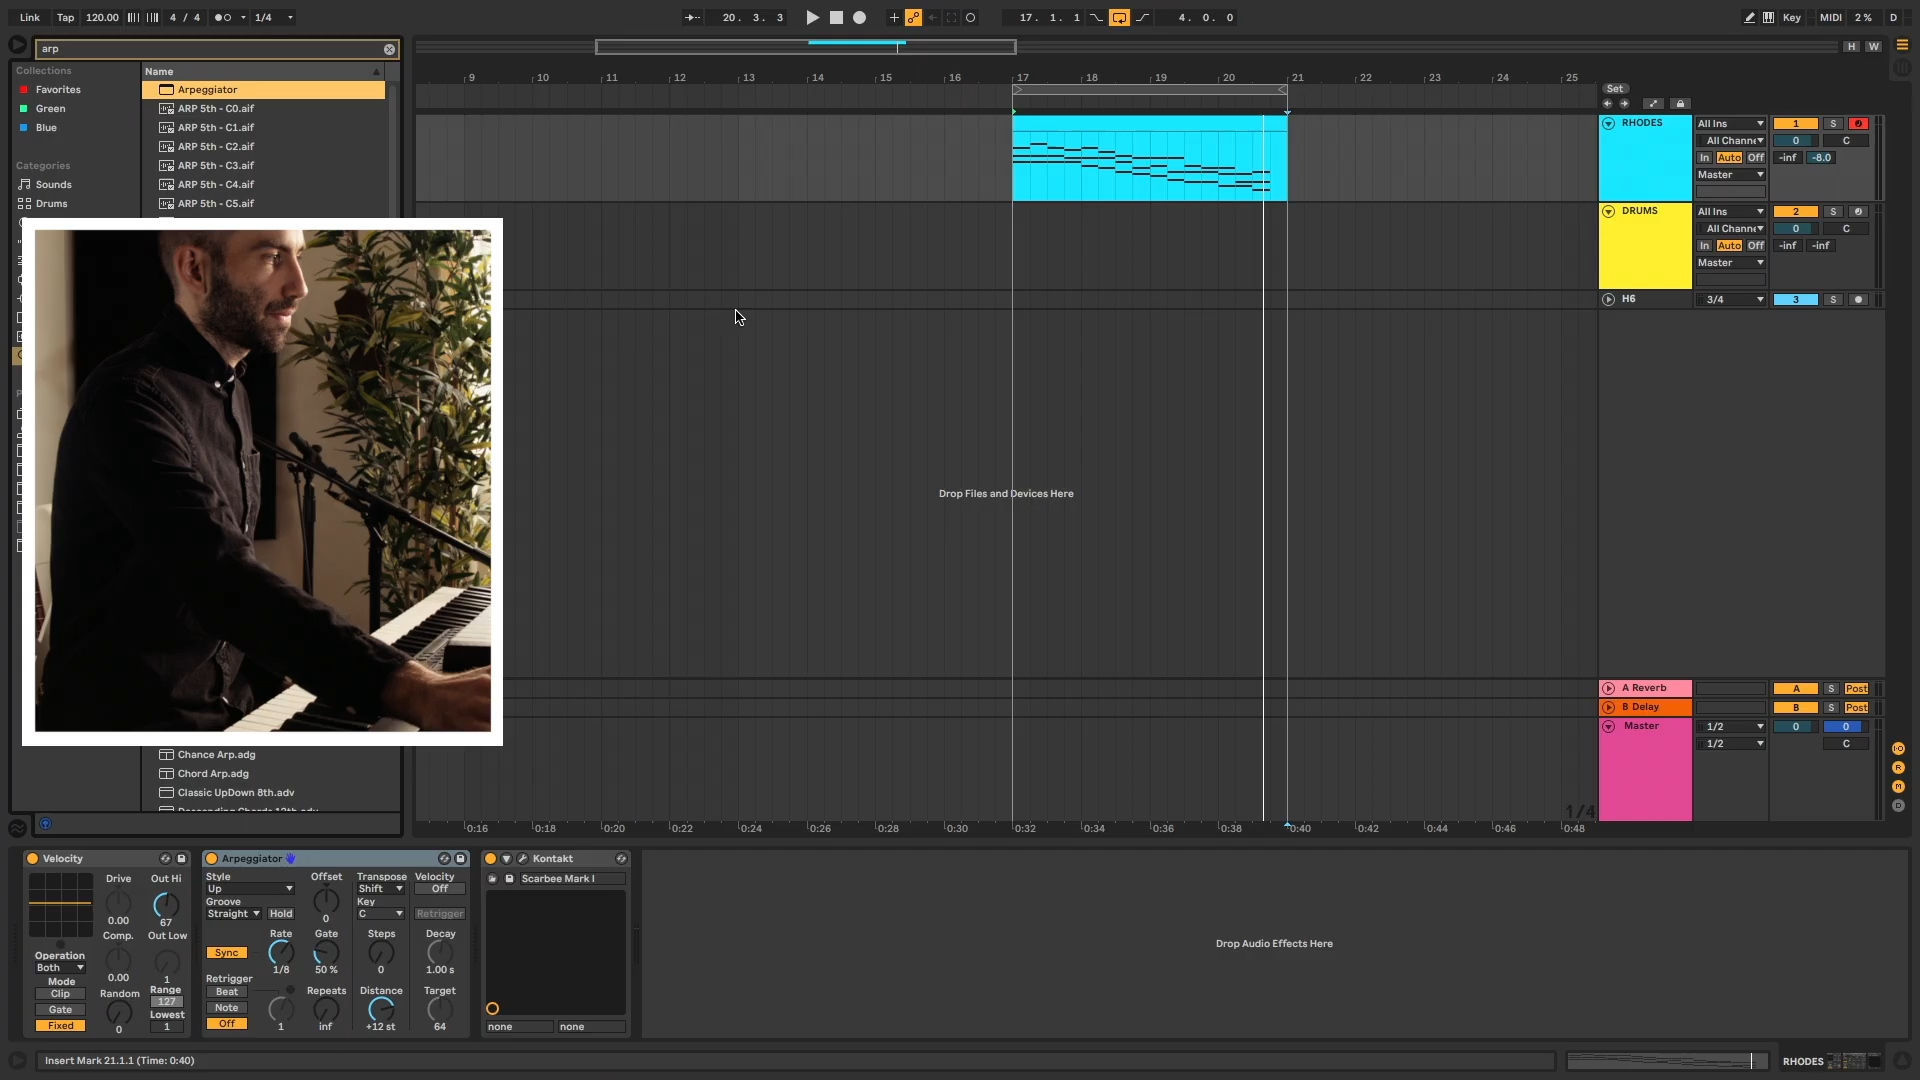 Link Tap 120.00 4 / 4 1/4 20. 3. 3 17. 1. 1 4. 0. 0 Key MIDI 2 % D
arp
H W
Collections
Name
Favorites
Green
Blue
Categories
Sounds
Drums
Arpeggiator
ARP 5th - C0.aif
ARP 5th - C1.aif
ARP 5th - C2.aif
ARP 5th - C3.aif
ARP 5th - C4.aif
ARP 5th - C5.aif
Chance Arp.adg
Chord Arp.adg
Classic UpDown 8th.adv
9 10 11 12 13 14 15 16 17 18 19 20 21 22 23 24 25
Set
RHODES All Ins 1 S
All Channe 0 C
In Auto Off -inf -8.0
Master
DRUMS All Ins 2 S
All Channe 0 C
In Auto Off -inf -inf
Master
H6 3/4 3 S
Drop Files and Devices Here
A Reverb A S Post
B Delay B S Post
Master 1/2 0 0
1/2 C
1/4
0:16 0:18 0:20 0:22 0:24 0:26 0:28 0:30 0:32 0:34 0:36 0:38 0:40 0:42 0:44 0:46 0:48
Velocity
Drive Out Hi
0.00 67
Comp. Out Low
Operation
Both
0.00 1
Mode
Clip
Random Range
127
Gate
Lowest
Fixed
0 1
Arpeggiator
Style Offset Transpose Velocity
Up Shift Off
Groove Key
Straight Hold 0 C Retrigger
Rate Gate Steps Decay
Sync
1/8 50 % 0 1.00 s
Retrigger
Beat Repeats Distance Target
Note
Off 1 inf +12 st 64
Kontakt
Scarbee Mark I
none none
Drop Audio Effects Here
Insert Mark 21.1.1 (Time: 0:40)
RHODES